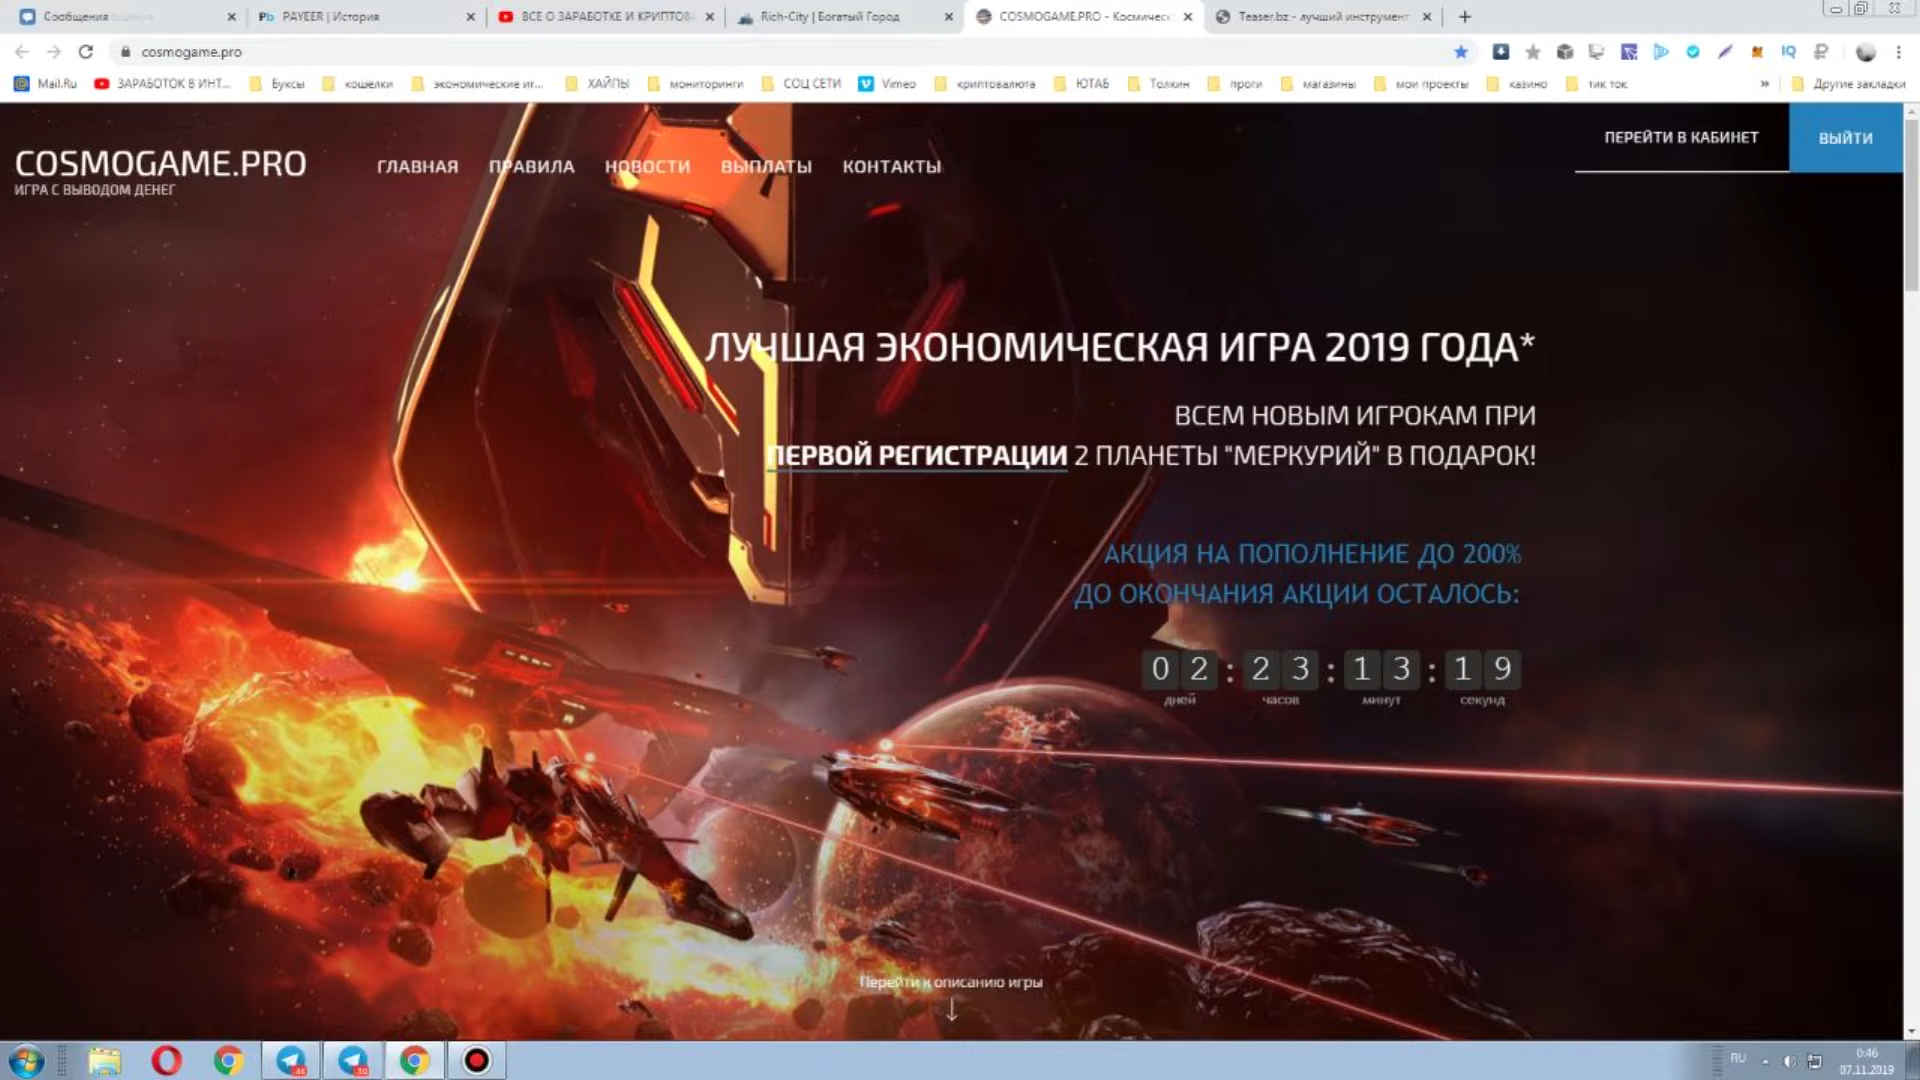 Сообщения
PAYEER | История
ВСЕ О ЗАРАБОТКЕ И КРИПТОВ
Rich-City | Богатый Город
COSMOGAME.PRO - Космическ
Teaser.bz - лучший инструмент
cosmogame.pro
Mail.Ru
ЗАРАБОТОК В ИНТ...
Буксы
кошелки
экономические иг...
ХАЙПЫ
мониторинги
СОЦ СЕТИ
Vimeo
криптовалюта
ЮТАБ
Толкин
проги
магазины
мои проекты
казино
тик ток
»
Другие закладки
COSMOGAME.PRO
ИГРА С ВЫВОДОМ ДЕНЕГ
ГЛАВНАЯ
ПРАВИЛА
НОВОСТИ
ВЫПЛАТЫ
КОНТАКТЫ
ПЕРЕЙТИ В КАБИНЕТ
ВЫЙТИ
ЛУЧШАЯ ЭКОНОМИЧЕСКАЯ ИГРА 2019 ГОДА*
ВСЕМ НОВЫМ ИГРОКАМ ПРИ
ПЕРВОЙ РЕГИСТРАЦИИ 2 ПЛАНЕТЫ "МЕРКУРИЙ" В ПОДАРОК!
АКЦИЯ НА ПОПОЛНЕНИЕ ДО 200%
ДО ОКОНЧАНИЯ АКЦИИ ОСТАЛОСЬ:
02 : 23 : 13 : 19
дней часов минут секунд
Перейти к описанию игры
RU
0:46
07.11.2019